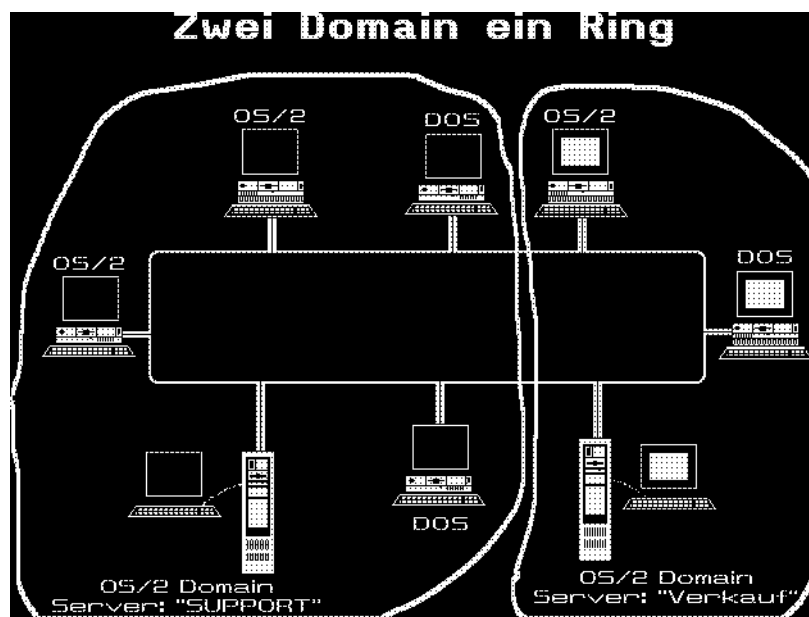 Zwei Domain ein Ring
OS/2
DOS
OS/2
OS/2
DOS
DOS
OS/2 Domain
Server: "SUPPORT"
OS/2 Domain
Server: "Verkauf"